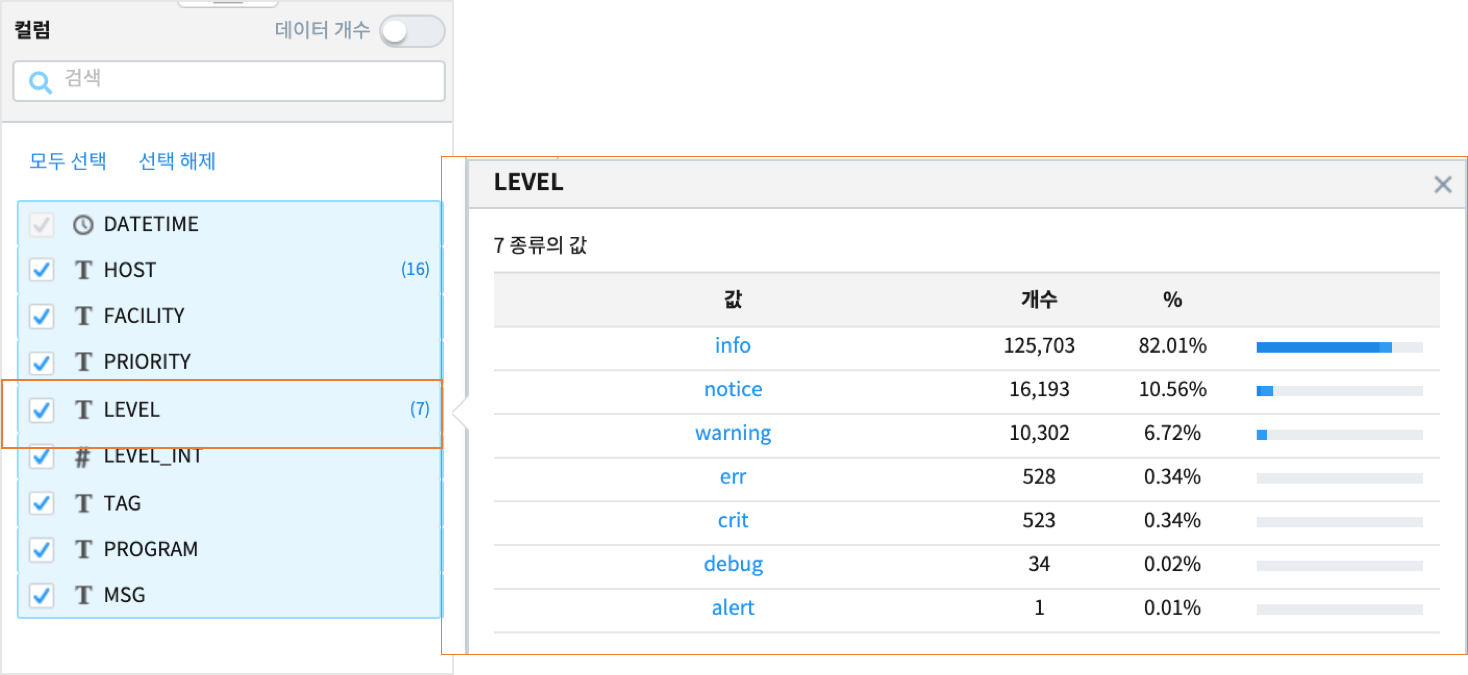 컬럼 데이터 개수
검색
모두 선택 선택 해제
DATETIME
T HOST (16)
T FACILITY
T PRIORITY
T LEVEL (7)
# LEVEL_INT
T TAG
T PROGRAM
T MSG
LEVEL
7 종류의 값
값 개수 %
info 125,703 82.01%
notice 16,193 10.56%
warning 10,302 6.72%
err 528 0.34%
crit 523 0.34%
debug 34 0.02%
alert 1 0.01%